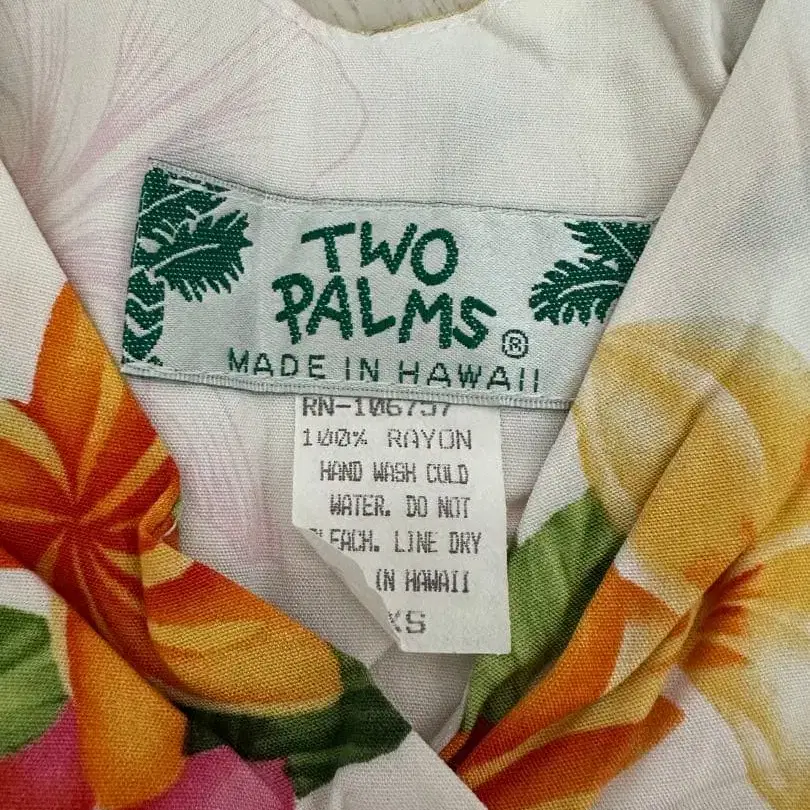 TWO
PALMS®
MADE IN HAWAII
RN-106757
100% RAYON
HAND WASH COLD
WATER. DO NOT
BLEACH. LINE DRY
IN HAWAII
XS